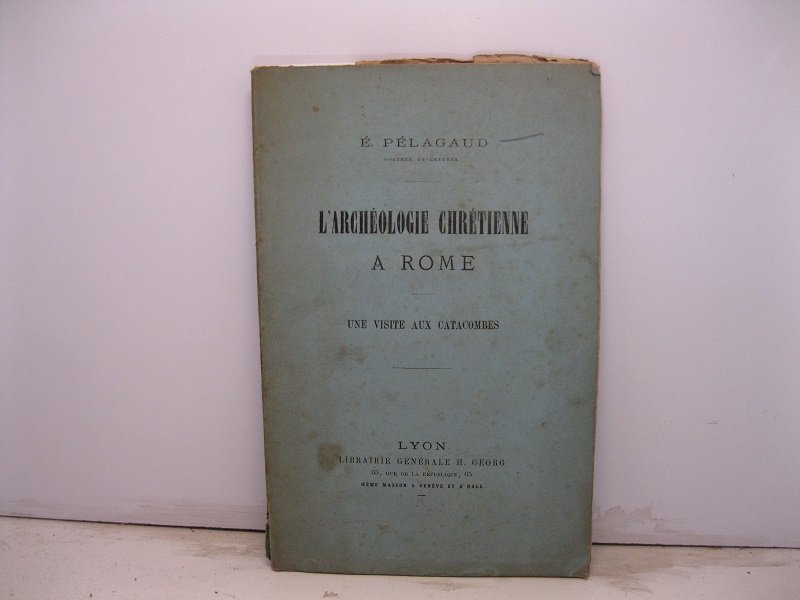 É. PÉLAGAUD
DOCTEUR ÈS-LETTRES
L'ARCHÉOLOGIE CHRÉTIENNE
A ROME
UNE VISITE AUX CATACOMBES
LYON
LIBRAIRIE GÉNÉRALE H. GEORG
65, RUE DE LA RÉPUBLIQUE, 65
MÊME MAISON A GENÈVE ET A BALE